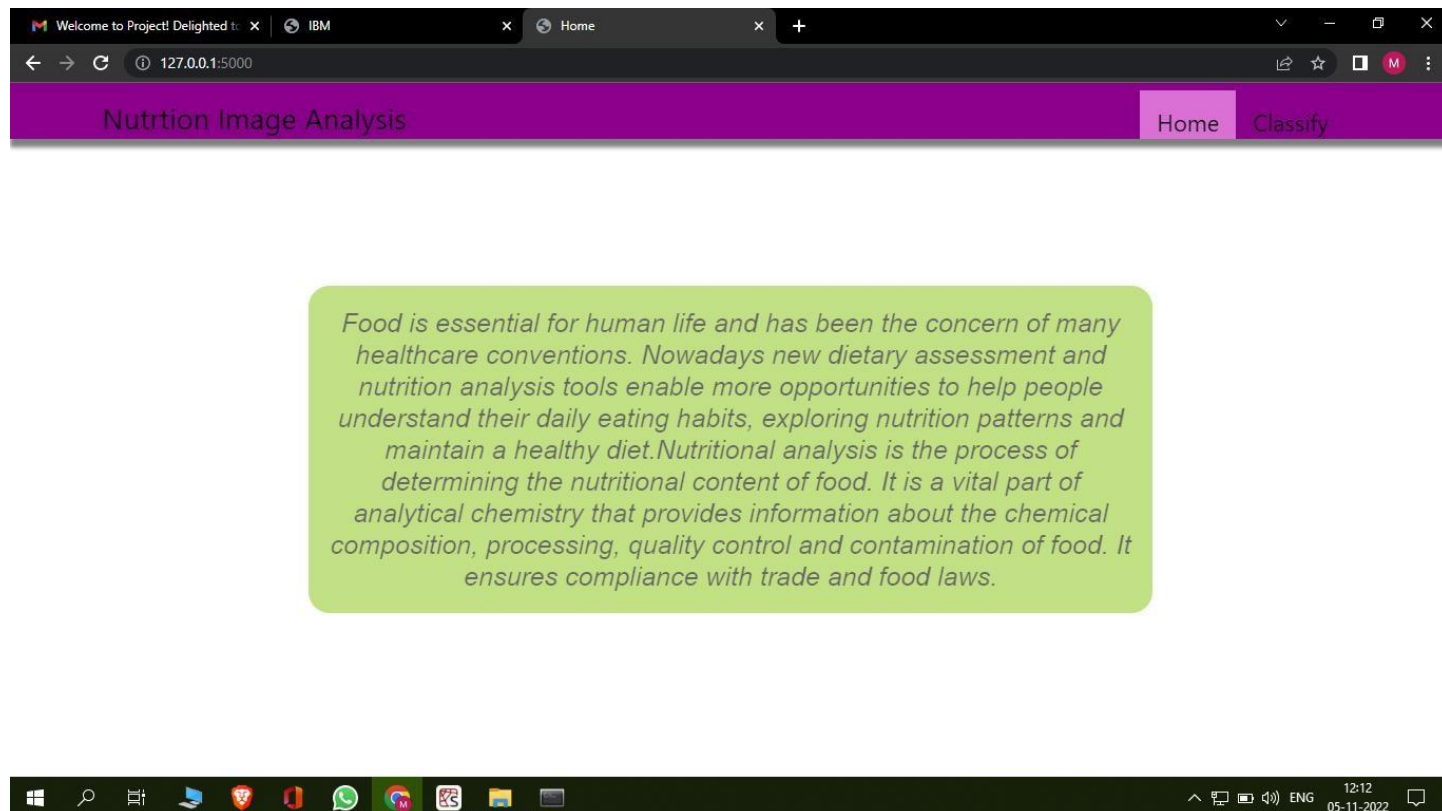 Welcome to Project! Delighted to
IBM
Home
127.0.0.1:5000
M
Nutrtion Image Analysis
Home
Classify
Food is essential for human life and has been the concern of many
healthcare conventions. Nowadays new dietary assessment and
nutrition analysis tools enable more opportunities to help people
understand their daily eating habits, exploring nutrition patterns and
maintain a healthy diet.Nutritional analysis is the process of
determining the nutritional content of food. It is a vital part of
analytical chemistry that provides information about the chemical
composition, processing, quality control and contamination of food. It
ensures compliance with trade and food laws.
ENG
12:12
05-11-2022